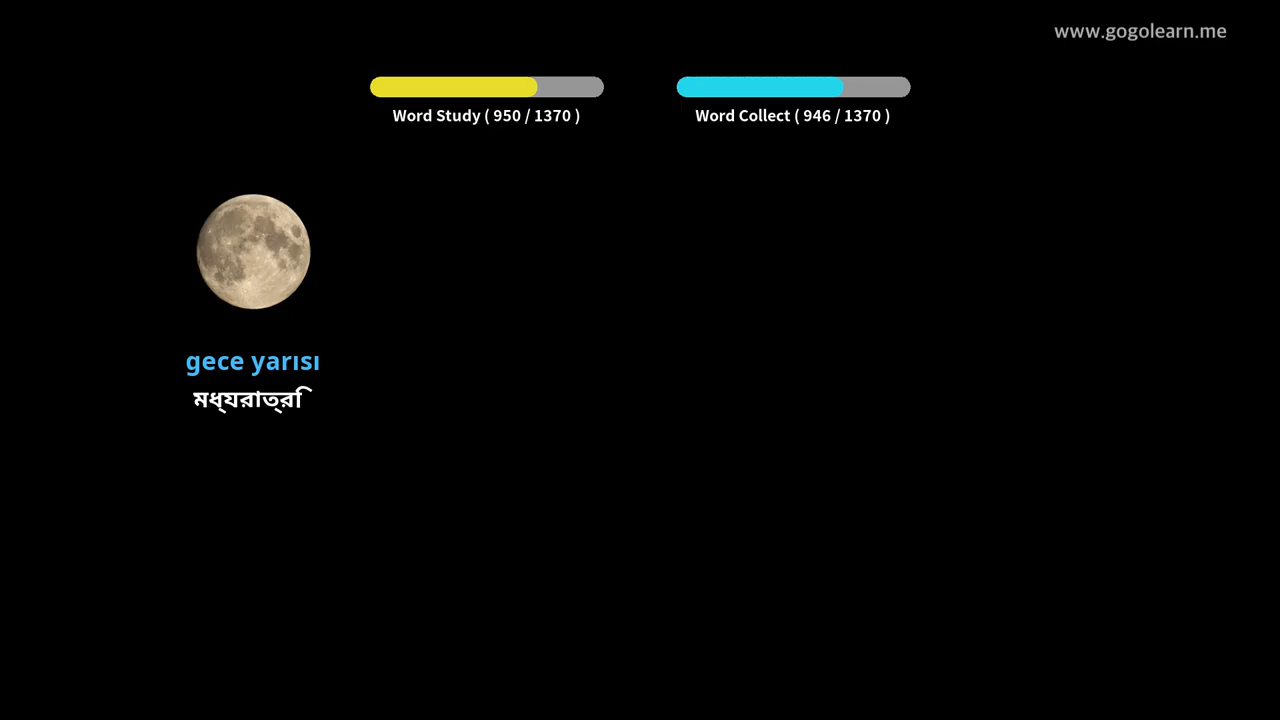 www.gogolearn.me
Word Study ( 950 / 1370 )
Word Collect ( 946 / 1370 )
gece yarısı
মধ্যরাত্রি